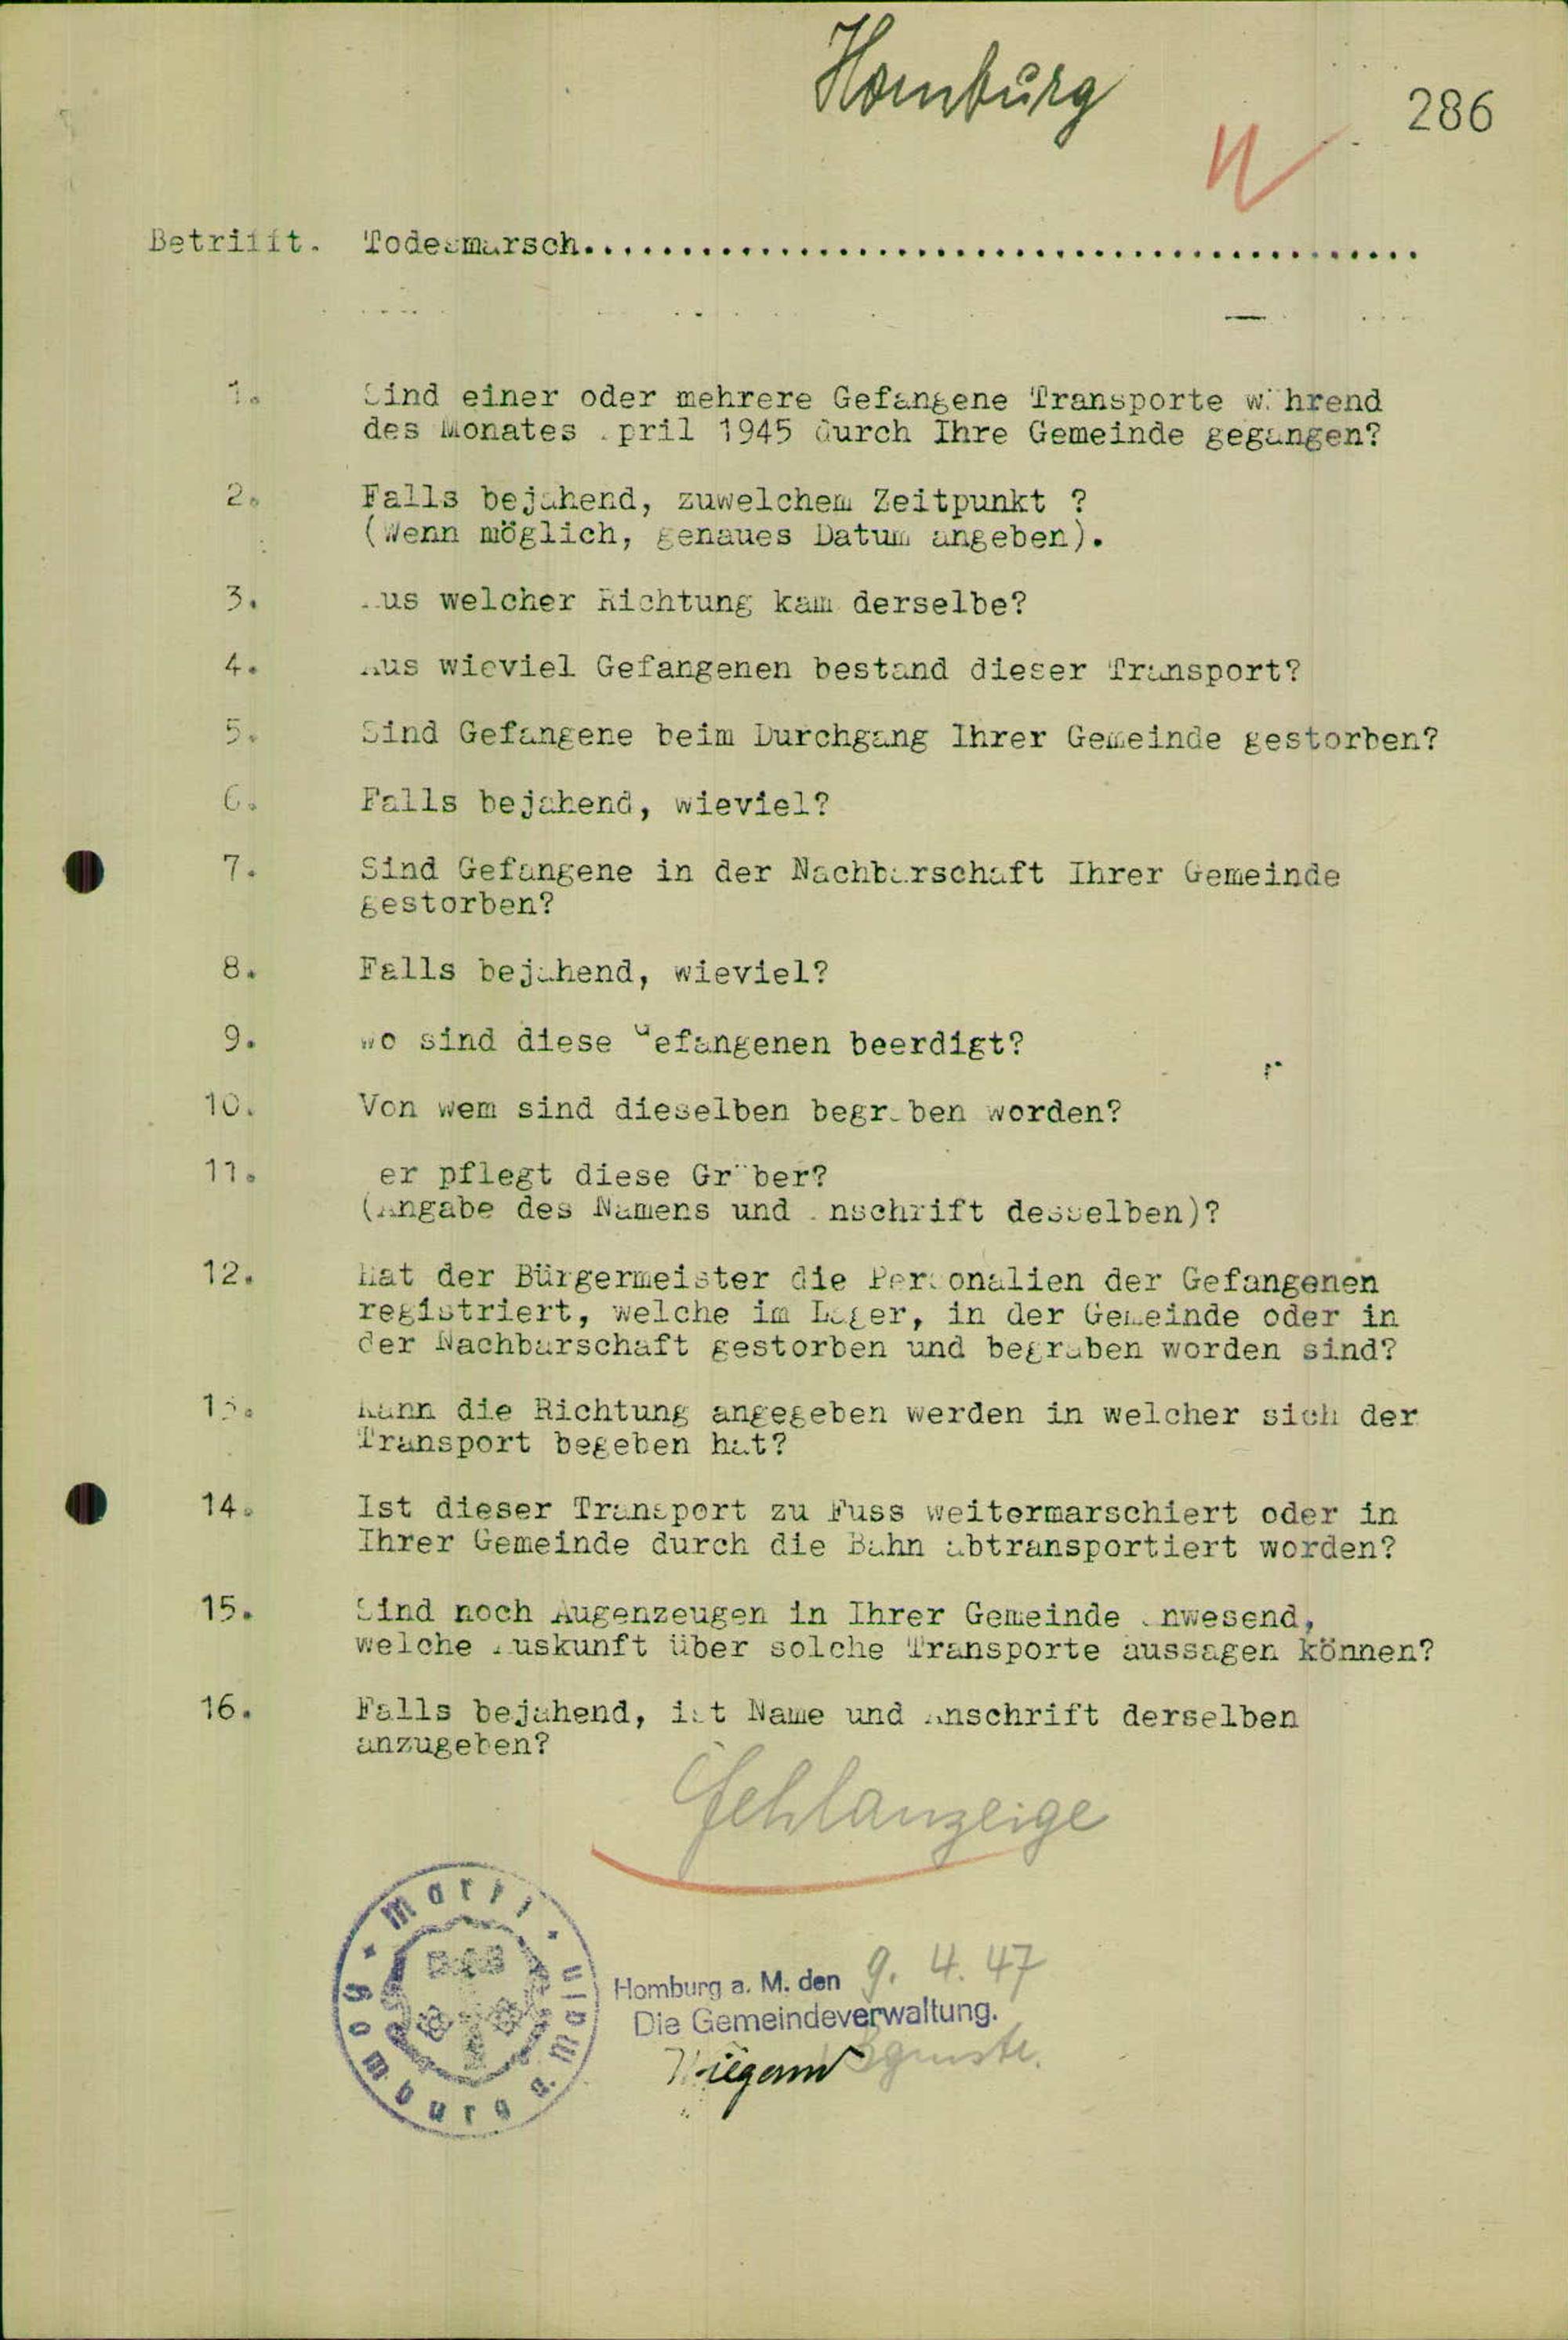 Homburg
286
Betrifft. Todesmarsch...........................................
1. Sind einer oder mehrere Gefangene Transporte während
des Monates April 1945 durch Ihre Gemeinde gegangen?
2. Falls bejahend, zuwelchem Zeitpunkt ?
(Wenn möglich, genaues Datum angeben).
3. Aus welcher Richtung kam derselbe?
4. Aus wieviel Gefangenen bestand dieser Transport?
5. Sind Gefangene beim Durchgang Ihrer Gemeinde gestorben?
6. Falls bejahend, wieviel?
7. Sind Gefangene in der Nachbarschaft Ihrer Gemeinde
gestorben?
8. Falls bejahend, wieviel?
9. Wo sind diese Gefangenen beerdigt?
10. Von wem sind dieselben begraben worden?
11. er pflegt diese Gräber?
(Angabe des Namens und Anschrift desselben)?
12. Hat der Bürgermeister die Personalien der Gefangenen
registriert, welche im Lager, in der Gemeinde oder in
der Nachbarschaft gestorben und begraben worden sind?
13. Kann die Richtung angegeben werden in welcher sich der
Transport begeben hat?
14. Ist dieser Transport zu Fuss weitermarschiert oder in
Ihrer Gemeinde durch die Bahn abtransportiert worden?
15. Sind noch Augenzeugen in Ihrer Gemeinde anwesend,
welche Auskunft über solche Transporte aussagen können?
16. Falls bejahend, ist Name und Anschrift derselben
anzugeben?
Fehlanzeige
Markt Homburg a. Main
Homburg a. M. den 9. 4. 47
Die Gemeindeverwaltung.